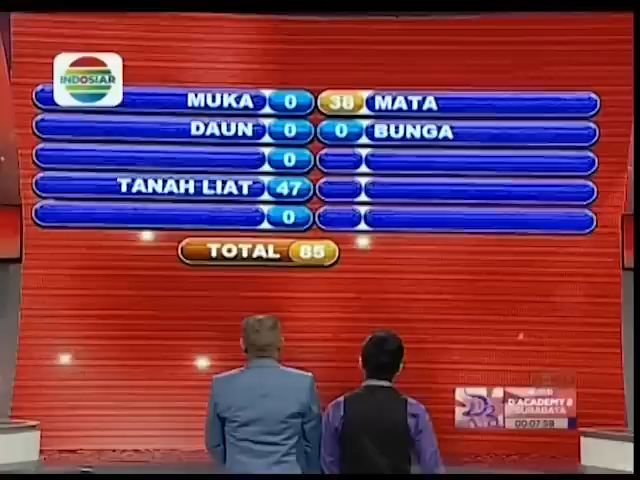 INDOSIAR
MUKA 0 38 MATA
DAUN 0 0 BUNGA
0
TANAH LIAT 47
0
TOTAL 85
D'ACADEMY 2
SURABAYA
00:07:59